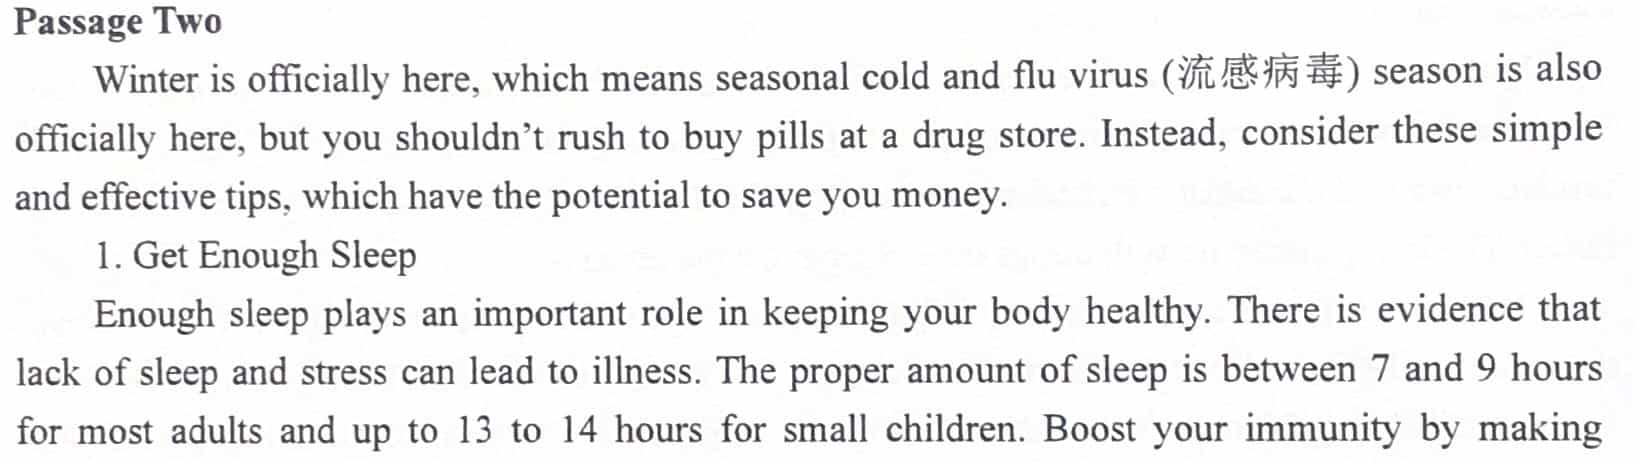 Passage Two
Winter is officially here, which means seasonal cold and flu virus (流感病毒) season is also
officially here, but you shouldn't rush to buy pills at a drug store. Instead, consider these simple
and effective tips, which have the potential to save you money.
1. Get Enough Sleep
Enough sleep plays an important role in keeping your body healthy. There is evidence that
lack of sleep and stress can lead to illness. The proper amount of sleep is between 7 and 9 hours
for most adults and up to 13 to 14 hours for small children. Boost your immunity by making